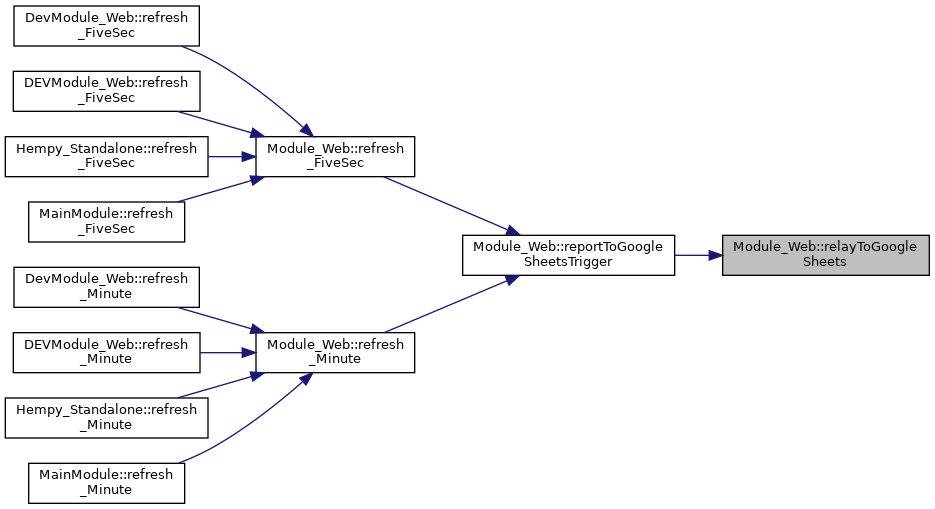 DevModule_Web::refresh
_FiveSec
DEVModule_Web::refresh
_FiveSec
Hempy_Standalone::refresh
_FiveSec
MainModule::refresh
_FiveSec
Module_Web::refresh
_FiveSec
Module_Web::reportToGoogle
SheetsTrigger
Module_Web::relayToGoogle
Sheets
DevModule_Web::refresh
_Minute
DEVModule_Web::refresh
_Minute
Hempy_Standalone::refresh
_Minute
MainModule::refresh
_Minute
Module_Web::refresh
_Minute